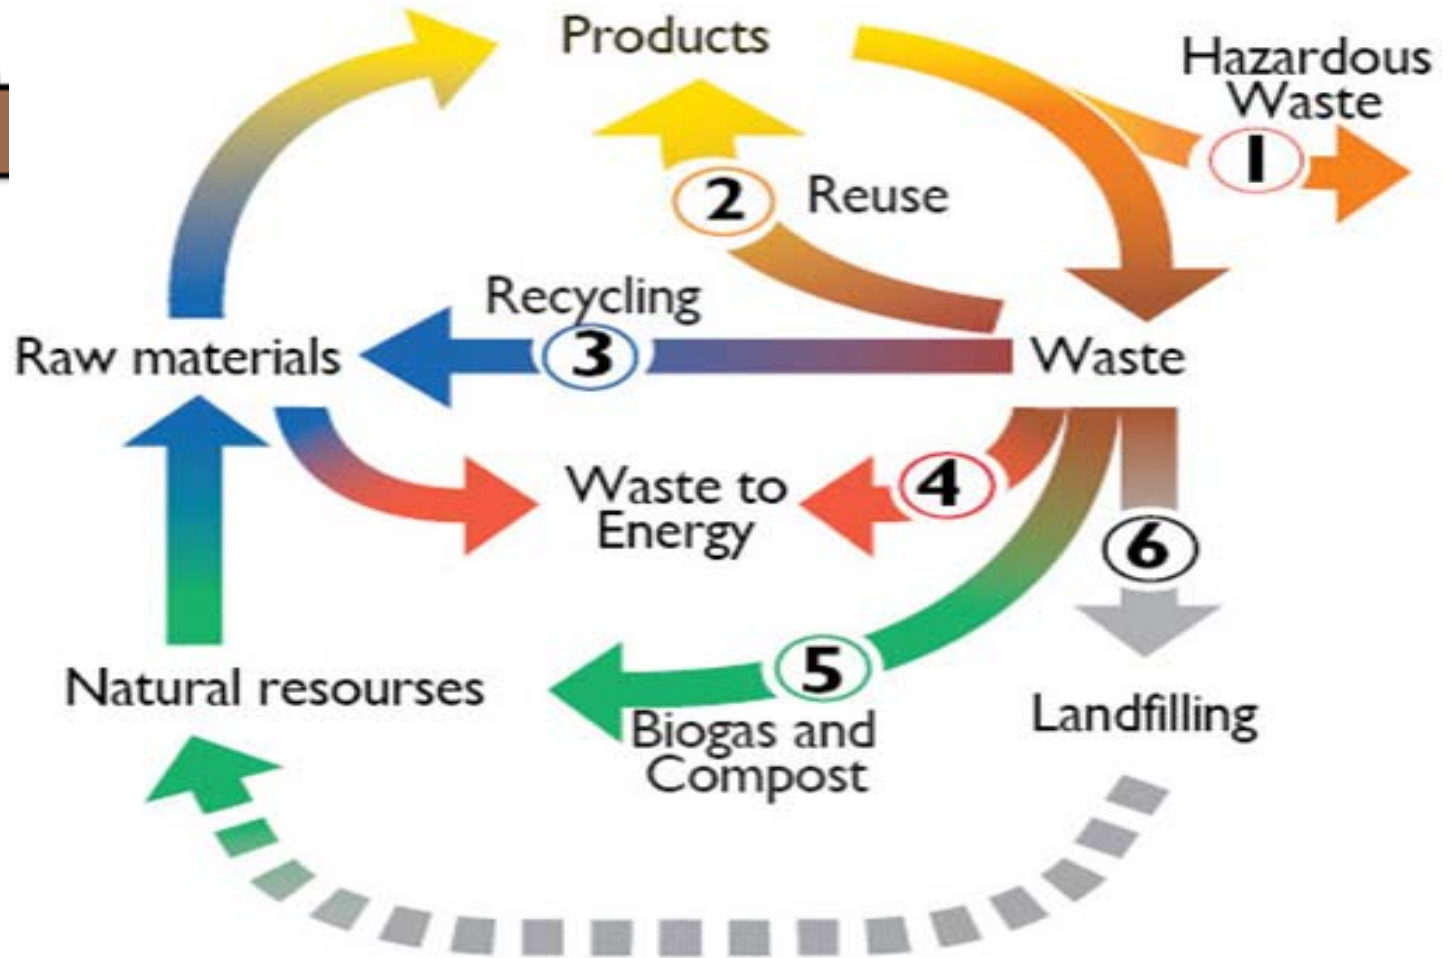 Products
Hazardous
Waste
1
2
Reuse
Recycling
3
Raw materials
Waste
Waste to
Energy
4
6
5
Natural resourses
Biogas and
Compost
Landfilling